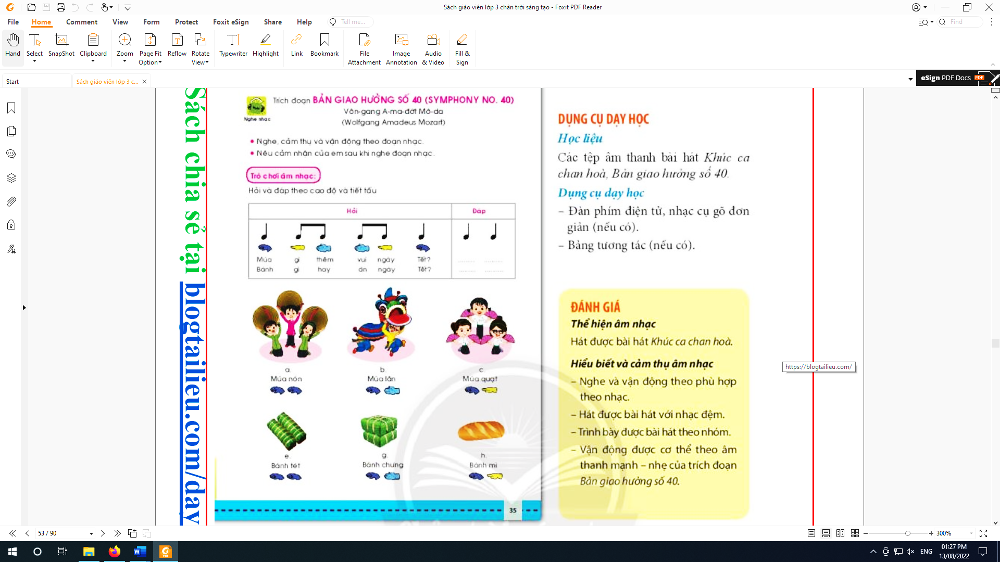 Sách giáo viên lớp 3 chân trời sáng tạo - Foxit PDF Reader
File Home Comment View Form Protect Foxit eSign Share Help Tell me... Find
Hand Select SnapShot Clipboard Zoom Page Fit Option Reflow Rotate View Typewriter Highlight Link Bookmark File Attachment Image Annotation Audio & Video Fill & Sign
Start Sách giáo viên lớp 3 c... eSign PDF Docs PDF
Sách chia sẻ tại blogtailieu.com/day
Trích đoạn BẢN GIAO HƯỞNG SỐ 40 (SYMPHONY NO. 40)
Nghe nhạc
Vôn-gang A-ma-đớt Mô-da
(Wolfgang Amadeus Mozart)
• Nghe, cảm thụ và vận động theo đoạn nhạc.
• Nêu cảm nhận của em sau khi nghe đoạn nhạc.
Trò chơi âm nhạc:
Hỏi và đáp theo cao độ và tiết tấu
Hỏi Đáp
Múa gì thêm vui ngày Tết? ........ ........
Bánh gì hay ăn ngày Tết? ........ ........
a. b. c.
Múa nón Múa lân Múa quạt
e. g. h.
Bánh tét Bánh chưng Bánh mì
35
DỤNG CỤ DẠY HỌC
Học liệu
Các tệp âm thanh bài hát Khúc ca
chan hoà, Bản giao hưởng số 40.
Dụng cụ dạy học
– Đàn phím điện tử, nhạc cụ gõ đơn
giản (nếu có).
– Bảng tương tác (nếu có).
ĐÁNH GIÁ
Thể hiện âm nhạc
Hát được bài hát Khúc ca chan hoà.
Hiểu biết và cảm thụ âm nhạc
– Nghe và vận động theo phù hợp
theo nhạc.
– Hát được bài hát với nhạc đệm.
– Trình bày được bài hát theo nhóm.
– Vận động được cơ thể theo âm
thanh mạnh – nhẹ của trích đoạn
Bản giao hưởng số 40.
https://blogtailieu.com/
53 / 90 300%
ENG 01:27 PM
13/08/2022